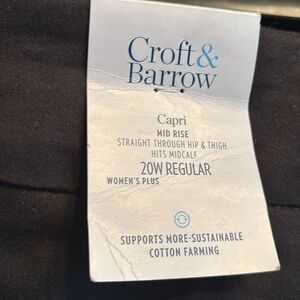 Croft&
Barrow
Capri
MID RISE
STRAIGHT THROUGH HIP & THIGH
HITS MIDCALF
20W REGULAR
WOMEN'S PLUS
SUPPORTS MORE-SUSTAINABLE
COTTON FARMING